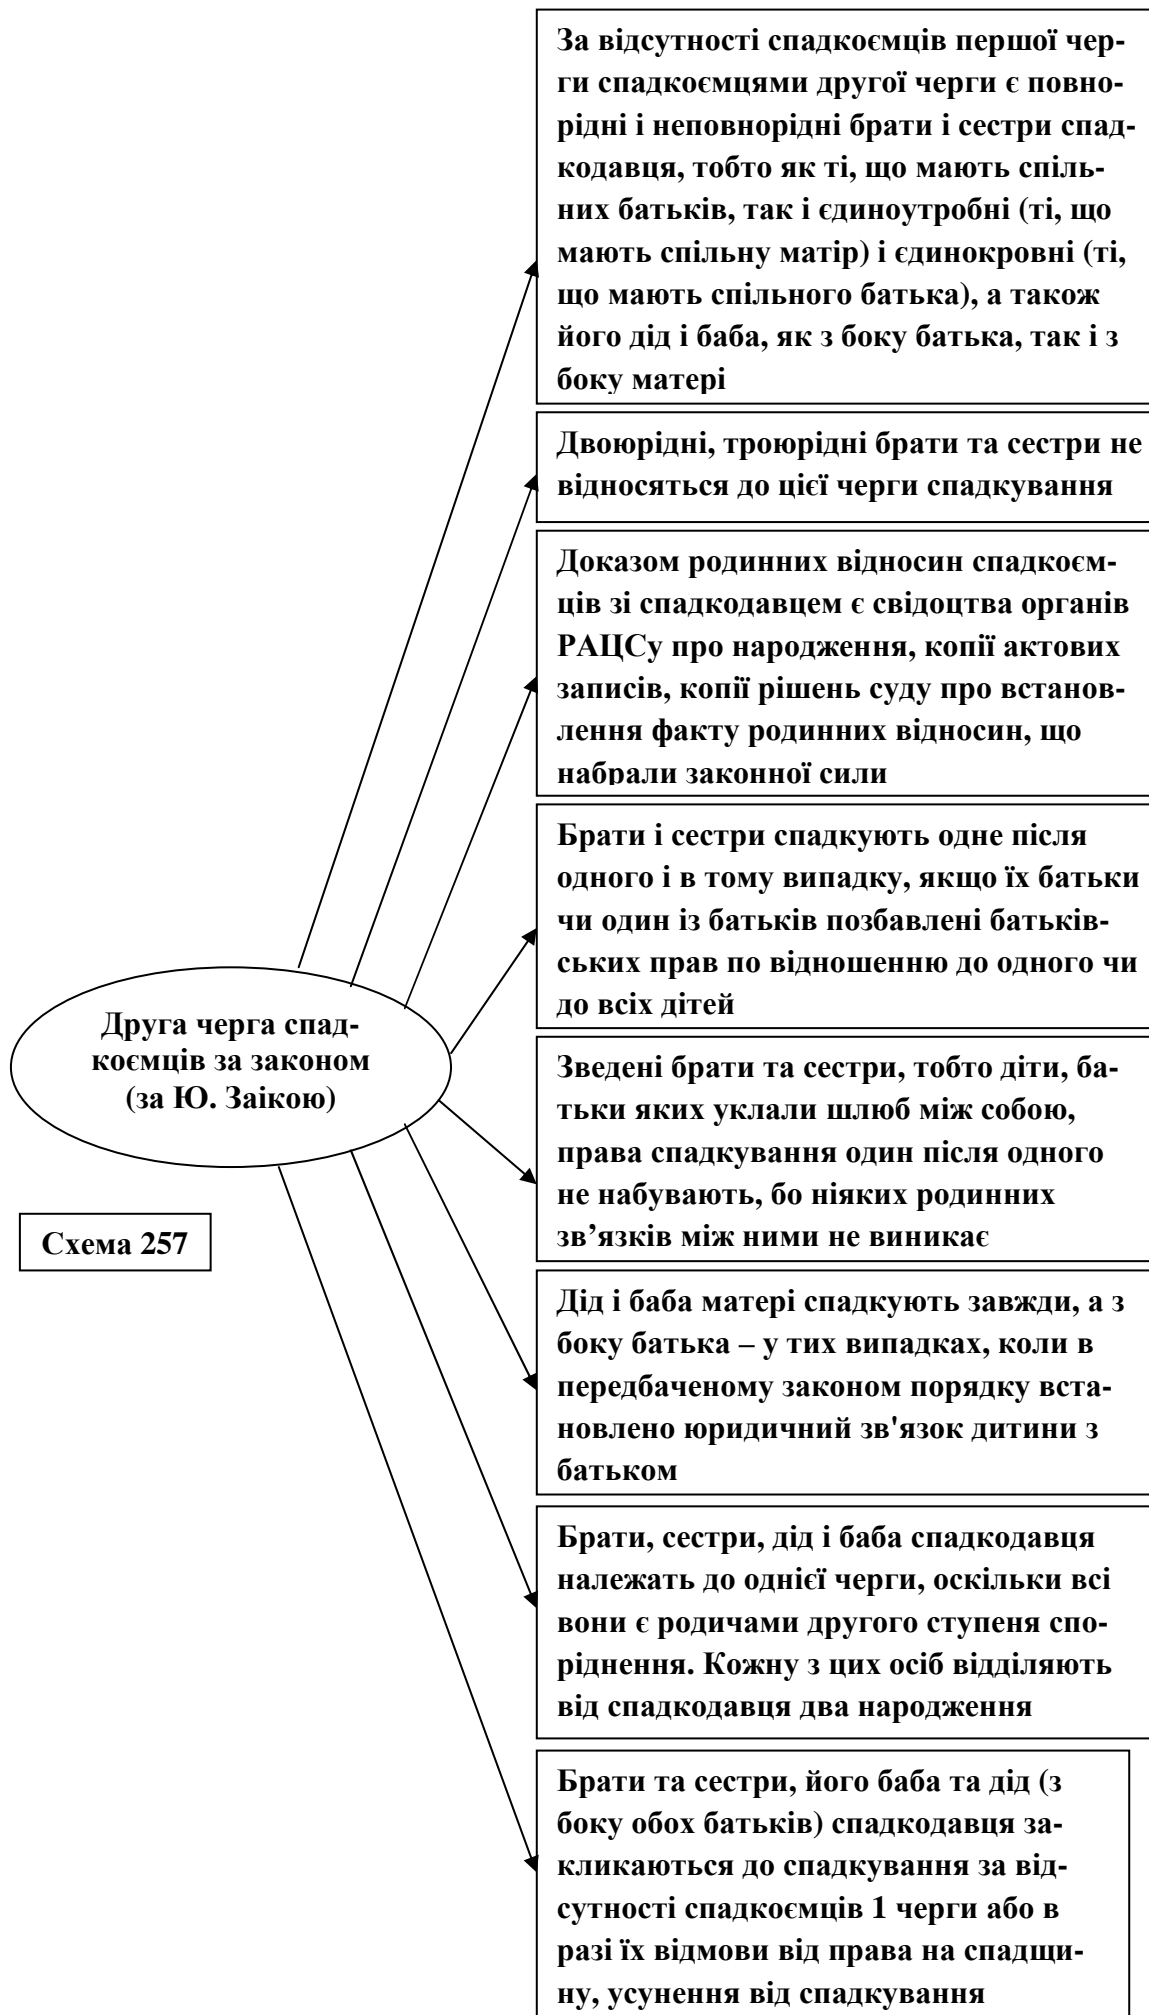 За відсутності спадкоємців першої чер-
ги спадкоємцями другої черги є повно-
рідні і неповнорідні брати і сестри спад-
кодавця, тобто як ті, що мають спіль-
них батьків, так і єдиноутробні (ті, що
мають спільну матір) і єдинокровні (ті,
що мають спільного батька), а також
його дід і баба, як з боку батька, так і з
боку матері
Двоюрідні, троюрідні брати та сестри не
відносяться до цієї черги спадкування
Доказом родинних відносин спадкоєм-
ців зі спадкодавцем є свідоцтва органів
РАЦСу про народження, копії актових
записів, копії рішень суду про встанов-
лення факту родинних відносин, що
набрали законної сили
Брати і сестри спадкують одне після
одного і в тому випадку, якщо їх батьки
чи один із батьків позбавлені батьків-
ських прав по відношенню до одного чи
до всіх дітей
Друга черга спад-
коємців за законом
(за Ю. Заікою)
Зведені брати та сестри, тобто діти, ба-
тьки яких уклали шлюб між собою,
права спадкування один після одного
не набувають, бо ніяких родинних
зв’язків між ними не виникає
Схема 257
Дід і баба матері спадкують завжди, а з
боку батька – у тих випадках, коли в
передбаченому законом порядку вста-
новлено юридичний зв'язок дитини з
батьком
Брати, сестри, дід і баба спадкодавця
належать до однієї черги, оскільки всі
вони є родичами другого ступеня спо-
ріднення. Кожну з цих осіб відділяють
від спадкодавця два народження
Брати та сестри, його баба та дід (з
боку обох батьків) спадкодавця за-
кликаються до спадкування за від-
сутності спадкоємців 1 черги або в
разі їх відмови від права на спадщи-
ну, усунення від спадкування